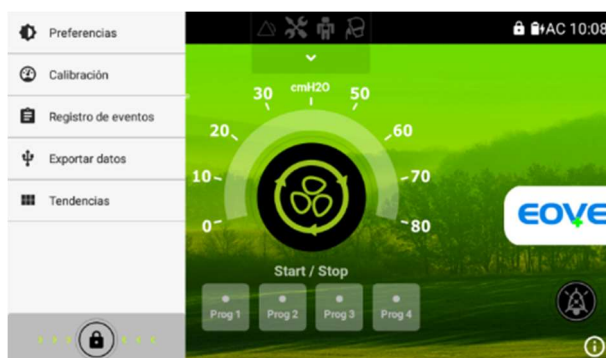 Preferencias
Calibración
Registro de eventos
Exportar datos
Tendencias
AC 10:08
cmH2O
30 50
20 60
10 70
0 80
Start / Stop
Prog 1 Prog 2 Prog 3 Prog 4
EOVE